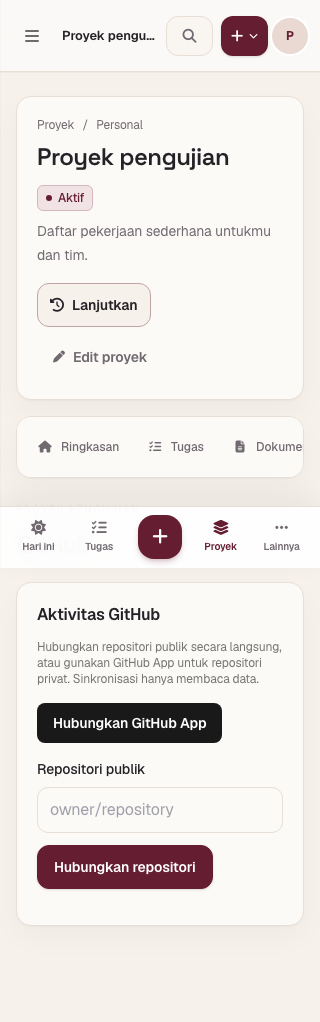 Proyek pengu...
P
Proyek / Personal
Proyek pengujian
Aktif
Daftar pekerjaan sederhana untukmu
dan tim.
Lanjutkan
Edit proyek
Ringkasan Tugas Dokume
Hari ini Tugas Proyek Lainnya
Aktivitas GitHub
Hubungkan repositori publik secara langsung,
atau gunakan GitHub App untuk repositori
privat. Sinkronisasi hanya membaca data.
Hubungkan GitHub App
Repositori publik
owner/repository
Hubungkan repositori